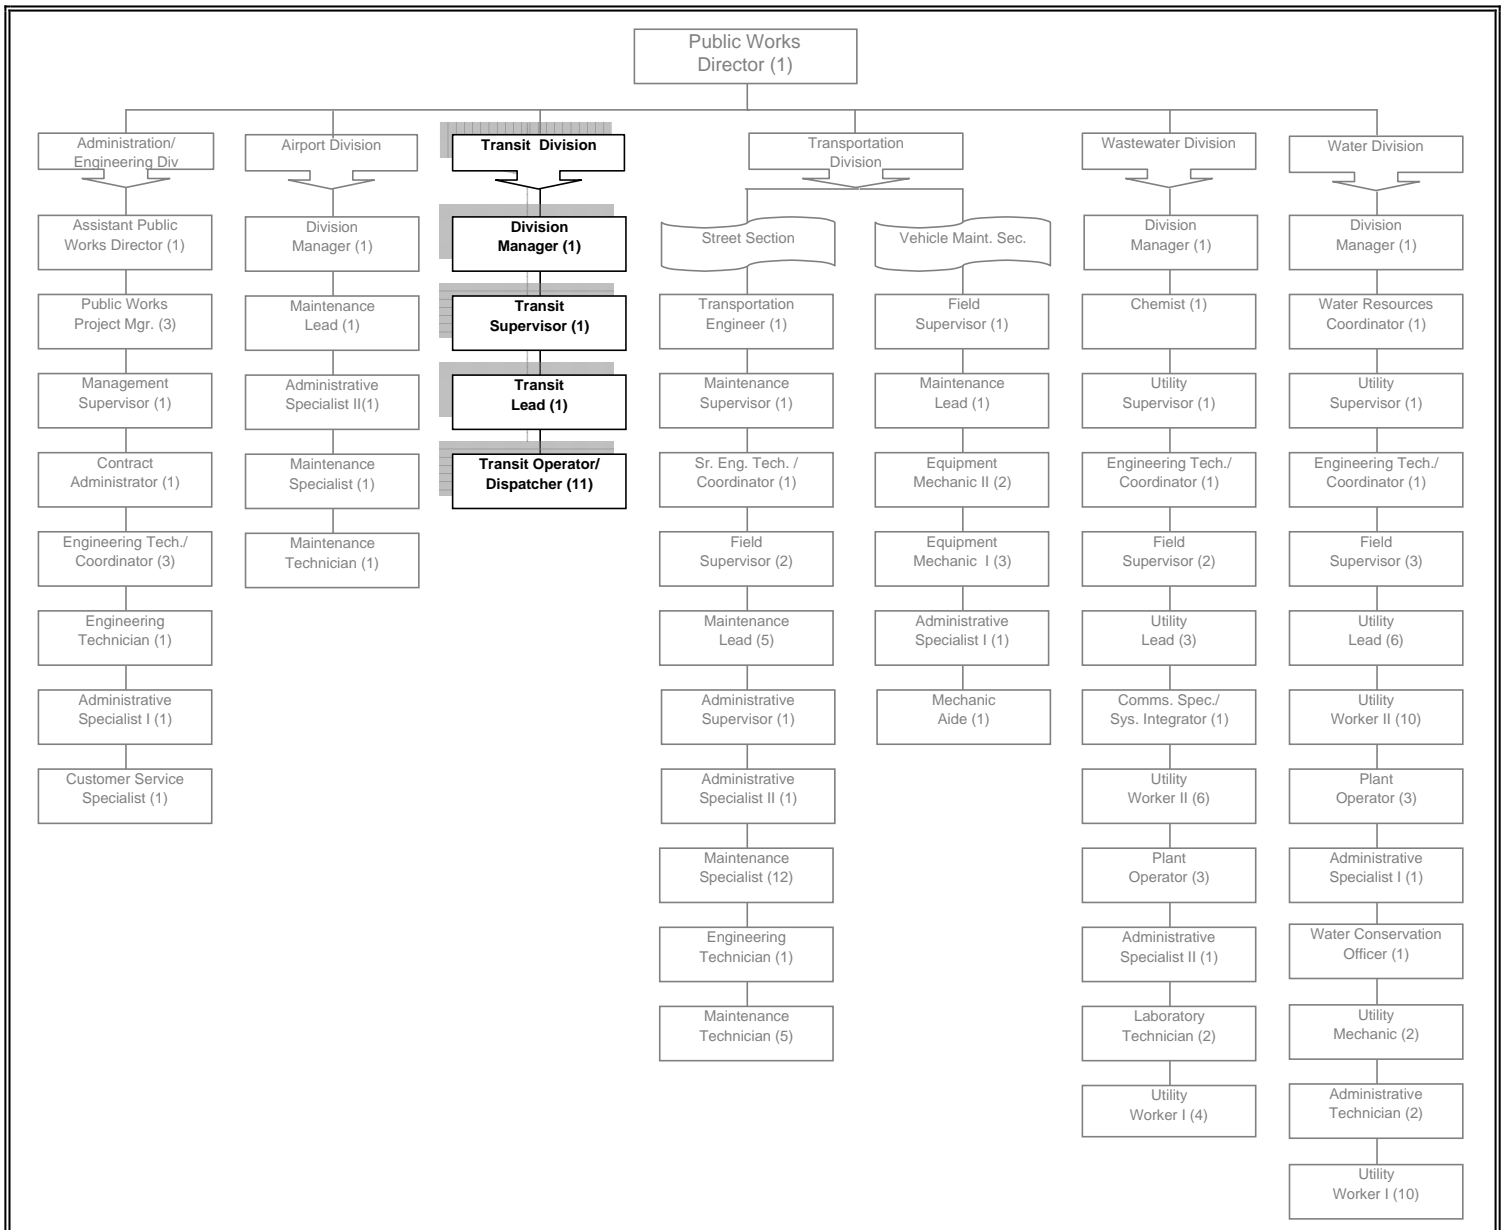 Public Works
Director (1)
Administration/
Engineering Div
Assistant Public
Works Director (1)
Public Works
Project Mgr. (3)
Management
Supervisor (1)
Contract
Administrator (1)
Engineering Tech./
Coordinator (3)
Engineering
Technician (1)
Administrative
Specialist I (1)
Customer Service
Specialist (1)
Airport Division
Division
Manager (1)
Maintenance
Lead (1)
Administrative
Specialist II(1)
Maintenance
Specialist (1)
Maintenance
Technician (1)
Transit Division
Division
Manager (1)
Transit
Supervisor (1)
Transit
Lead (1)
Transit Operator/
Dispatcher (11)
Transportation
Division
Street Section
Transportation
Engineer (1)
Maintenance
Supervisor (1)
Sr. Eng. Tech. /
Coordinator (1)
Field
Supervisor (2)
Maintenance
Lead (5)
Administrative
Supervisor (1)
Administrative
Specialist II (1)
Maintenance
Specialist (12)
Engineering
Technician (1)
Maintenance
Technician (5)
Vehicle Maint. Sec.
Field
Supervisor (1)
Maintenance
Lead (1)
Equipment
Mechanic II (2)
Equipment
Mechanic I (3)
Administrative
Specialist I (1)
Mechanic
Aide (1)
Wastewater Division
Division
Manager (1)
Chemist (1)
Utility
Supervisor (1)
Engineering Tech./
Coordinator (1)
Field
Supervisor (2)
Utility
Lead (3)
Comms. Spec./
Sys. Integrator (1)
Utility
Worker II (6)
Plant
Operator (3)
Administrative
Specialist II (1)
Laboratory
Technician (2)
Utility
Worker I (4)
Water Division
Division
Manager (1)
Water Resources
Coordinator (1)
Utility
Supervisor (1)
Engineering Tech./
Coordinator (1)
Field
Supervisor (3)
Utility
Lead (6)
Utility
Worker II (10)
Plant
Operator (3)
Administrative
Specialist I (1)
Water Conservation
Officer (1)
Utility
Mechanic (2)
Administrative
Technician (2)
Utility
Worker I (10)